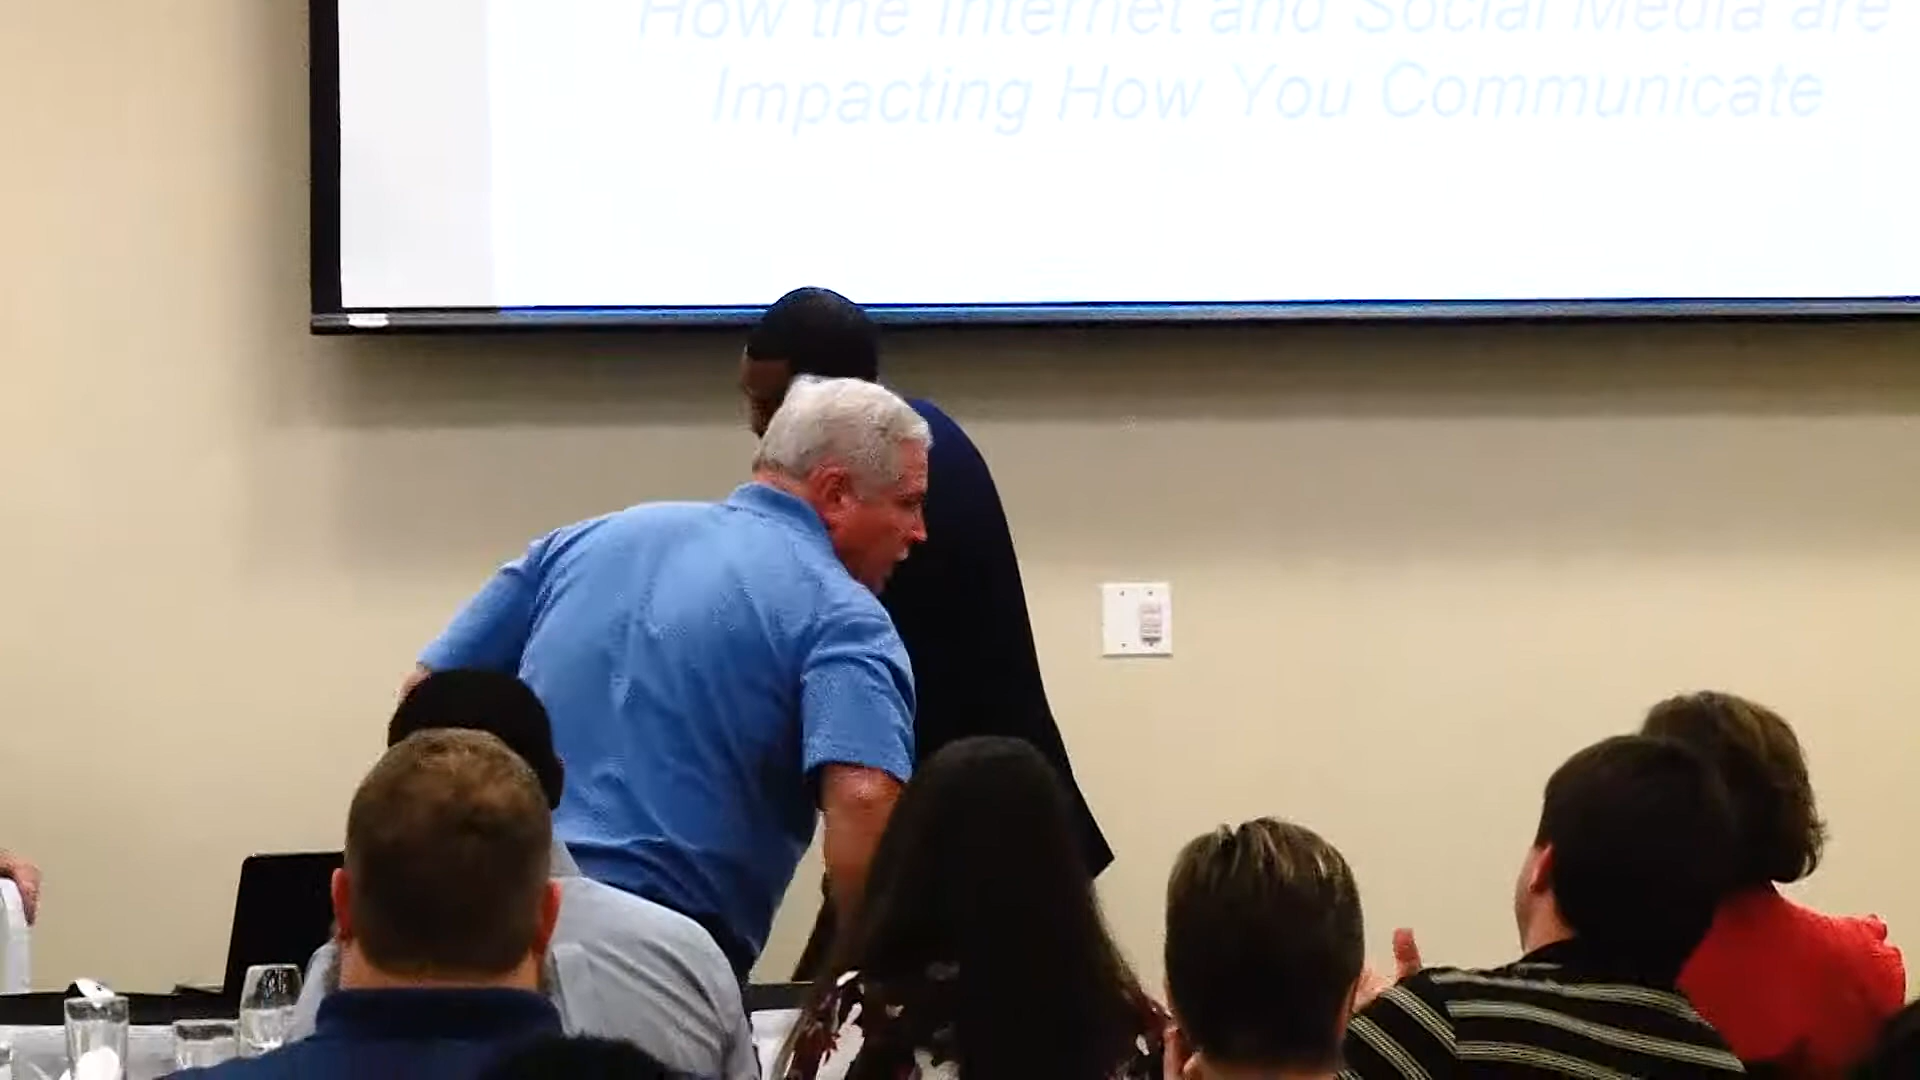 How the Internet and Social Media are
Impacting How You Communicate